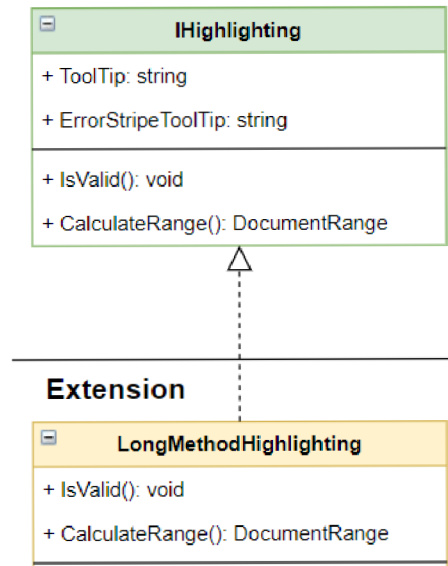 IHighlighting
+ ToolTip: string
+ ErrorStripeToolTip: string
+ IsValid(): void
+ CalculateRange(): DocumentRange
Extension
LongMethodHighlighting
+ IsValid(): void
+ CalculateRange(): DocumentRange